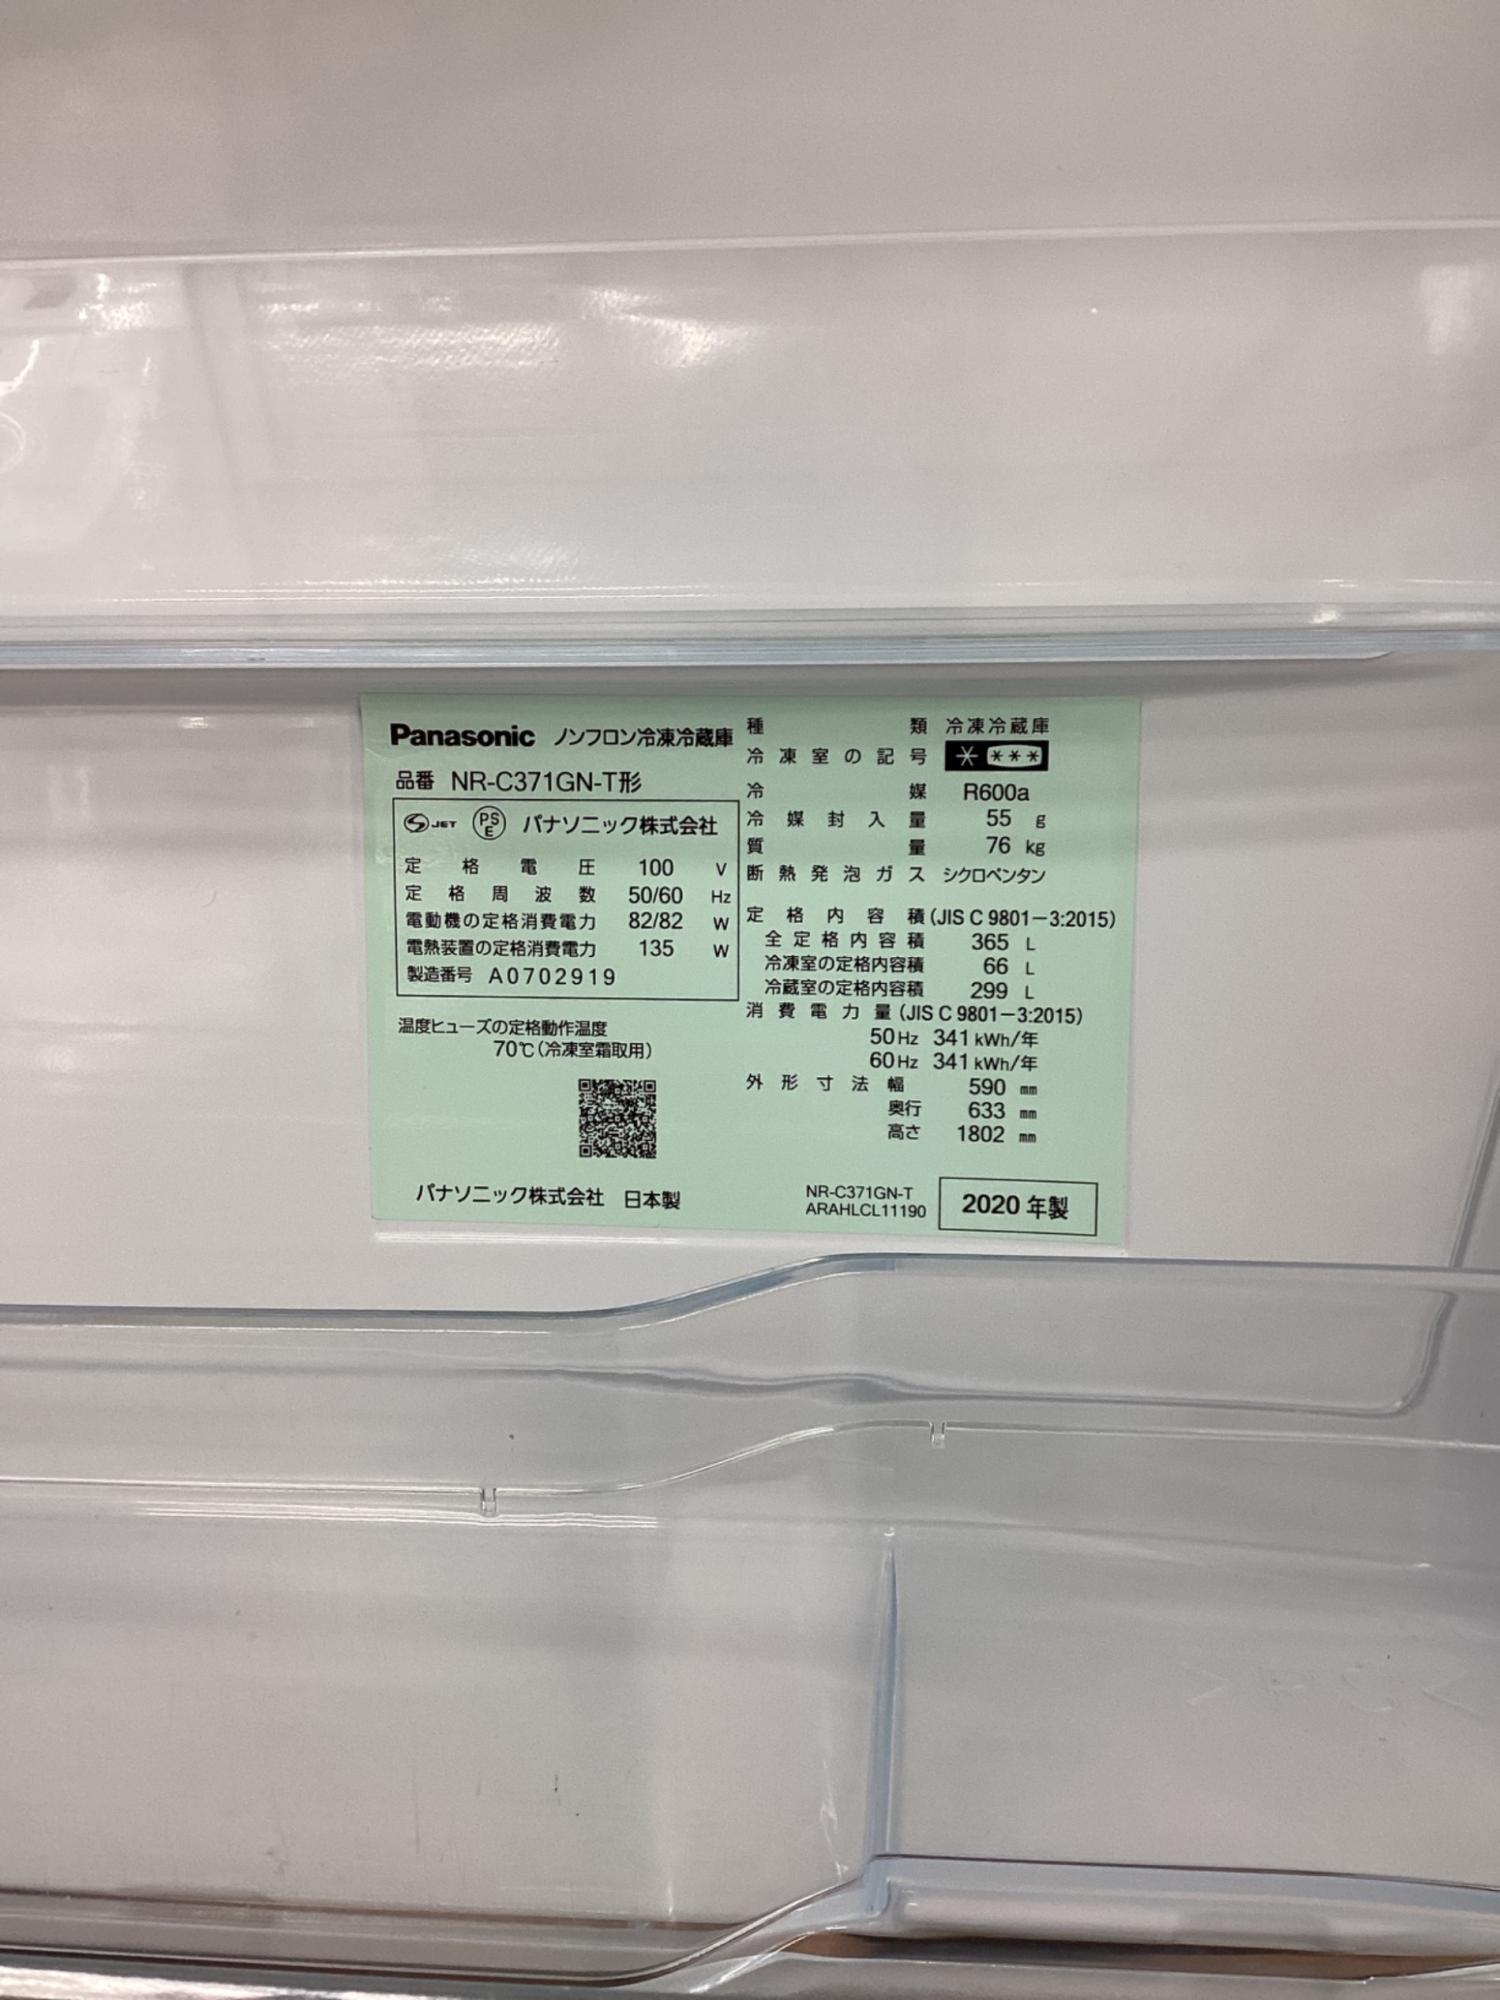 Panasonic ノンフロン冷凍冷蔵庫
品番 NR-C371GN-T形
JET PSE パナソニック株式会社
定格電圧 100 V
定格周波数 50/60 Hz
電動機の定格消費電力 82/82 W
電熱装置の定格消費電力 135 W
製造番号 A0702919
温度ヒューズの定格動作温度
70℃(冷凍室霜取用)
パナソニック株式会社 日本製
種類 冷凍冷蔵庫
冷凍室の記号 * ***
冷媒 R600a
冷媒封入量 55 g
質量 76 kg
断熱発泡ガス シクロペンタン
定格内容積(JIS C 9801-3:2015)
全定格内容積 365 L
冷凍室の定格内容積 66 L
冷蔵室の定格内容積 299 L
消費電力量(JIS C 9801-3:2015)
50Hz 341kWh/年
60Hz 341kWh/年
外形寸法 幅 590 mm
奥行 633 mm
高さ 1802 mm
NR-C371GN-T
ARAHLCL11190
2020年製